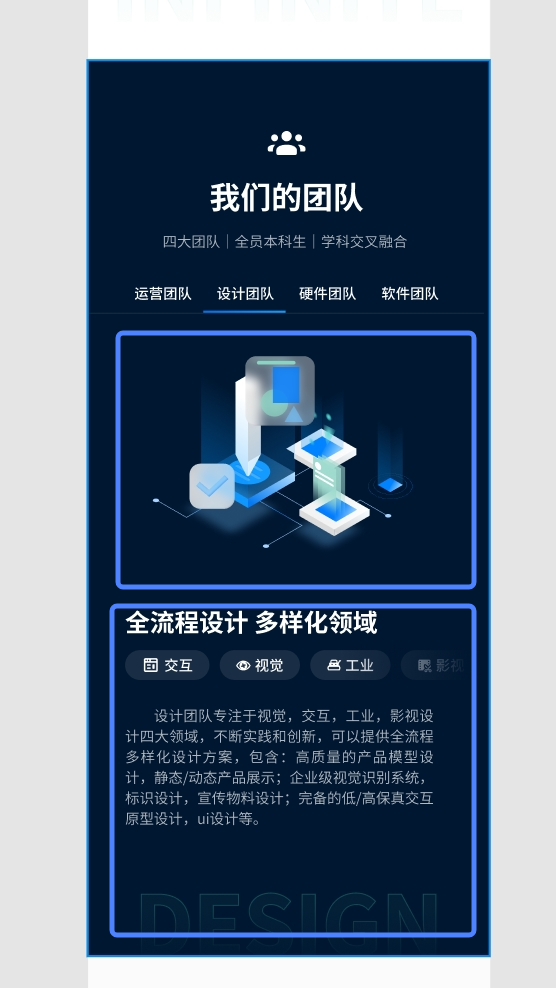 INFINITE
我们的团队
四大团队｜全员本科生｜学科交叉融合
运营团队 设计团队 硬件团队 软件团队
全流程设计 多样化领域
交互 视觉 工业 影视
设计团队专注于视觉，交互，工业，影视设
计四大领域，不断实践和创新，可以提供全流程
多样化设计方案，包含：高质量的产品模型设
计，静态/动态产品展示；企业级视觉识别系统，
标识设计，宣传物料设计；完备的低/高保真交互
原型设计，ui设计等。
DESIGN